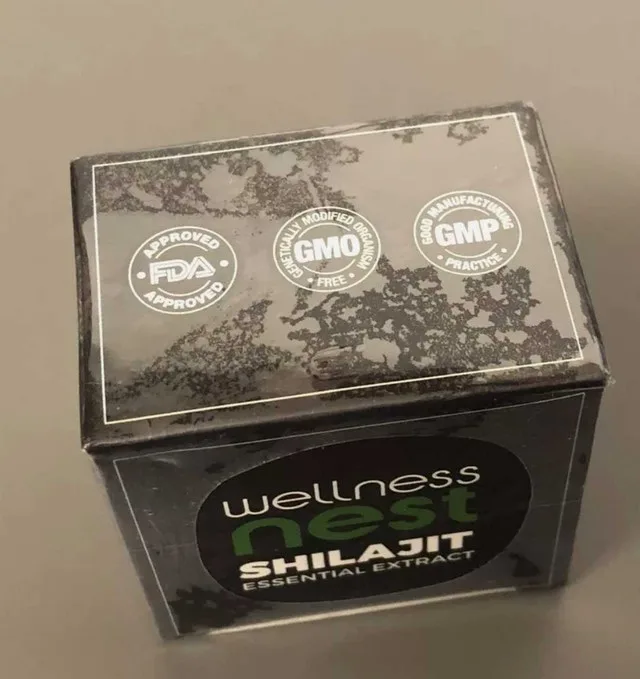 APPROVED
FDA
APPROVED
GENETICALLY MODIFIED ORGANISM
GMO
FREE
GOOD MANUFACTURING
GMP
PRACTICE
wellness
nest
SHILAJIT
ESSENTIAL EXTRACT